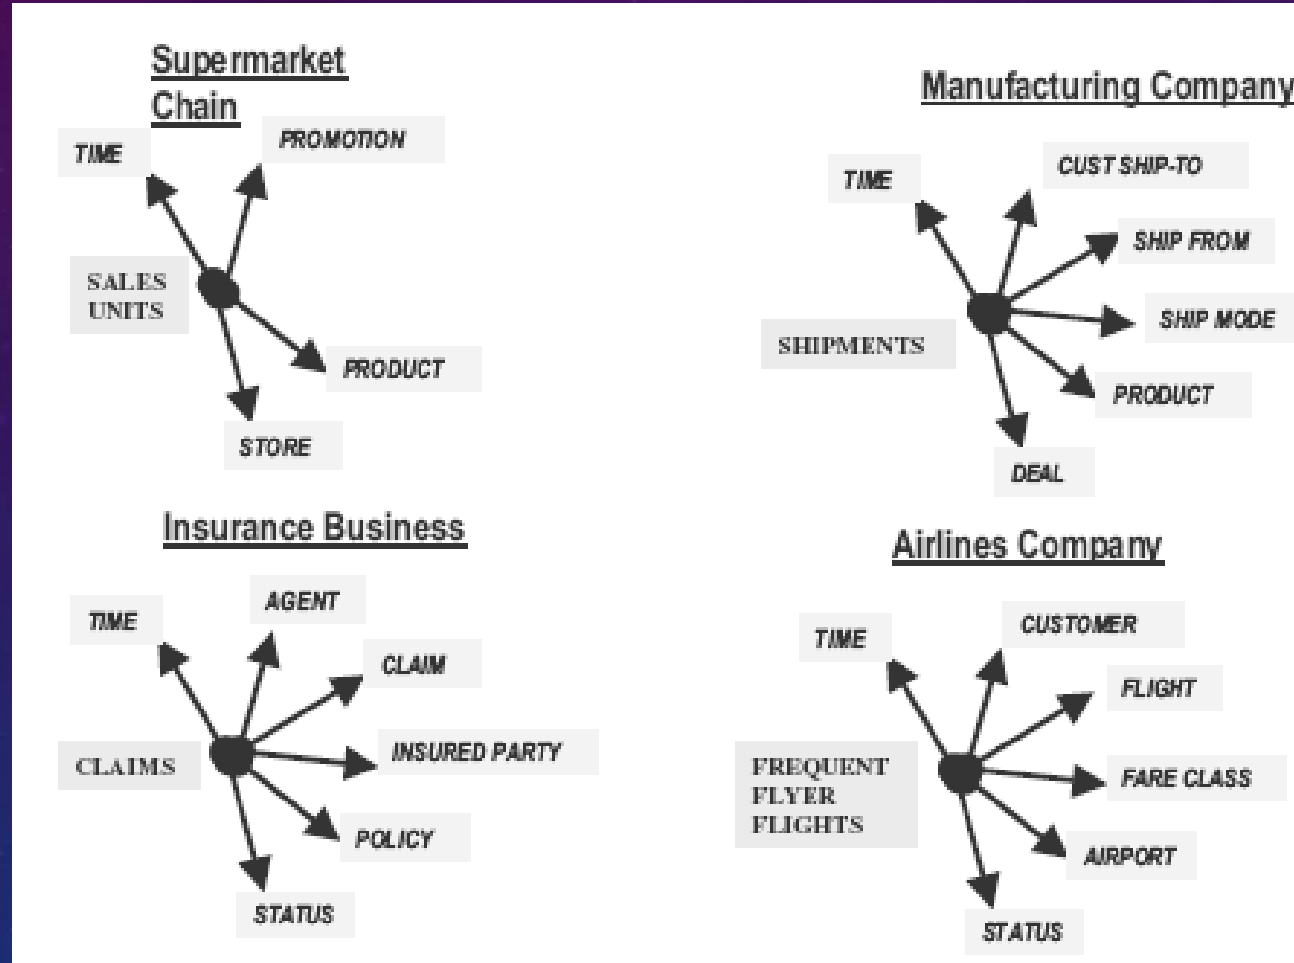 Supermarket
Chain
TIME
PROMOTION
SALES
UNITS
PRODUCT
STORE
Manufacturing Company
TIME
CUST SHIP-TO
SHIP FROM
SHIP MODE
SHIPMENTS
PRODUCT
DEAL
Insurance Business
TIME
AGENT
CLAIM
INSURED PARTY
CLAIMS
POLICY
STATUS
Airlines Company
TIME
CUSTOMER
FLIGHT
FREQUENT
FLYER
FLIGHTS
FARE CLASS
AIRPORT
STATUS